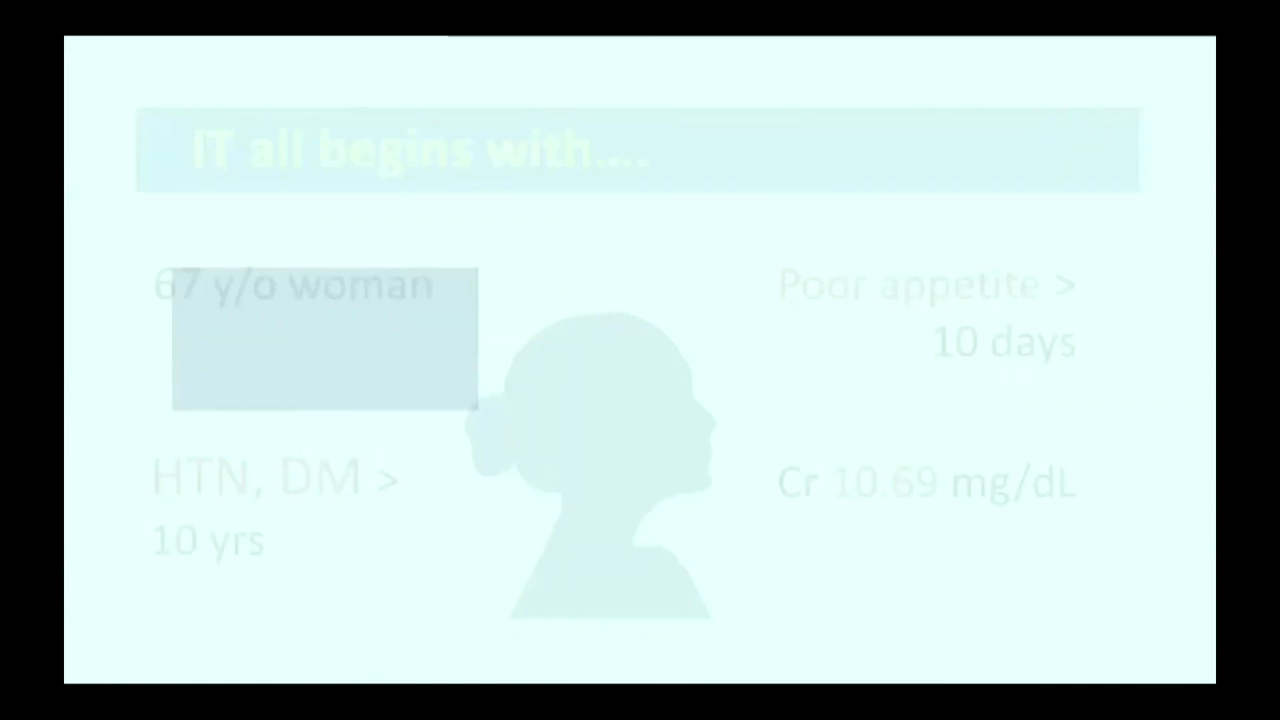 IT all begins with....
67 y/o woman
Poor appetite >
10 days
HTN, DM >
10 yrs
Cr 10.69 mg/dL